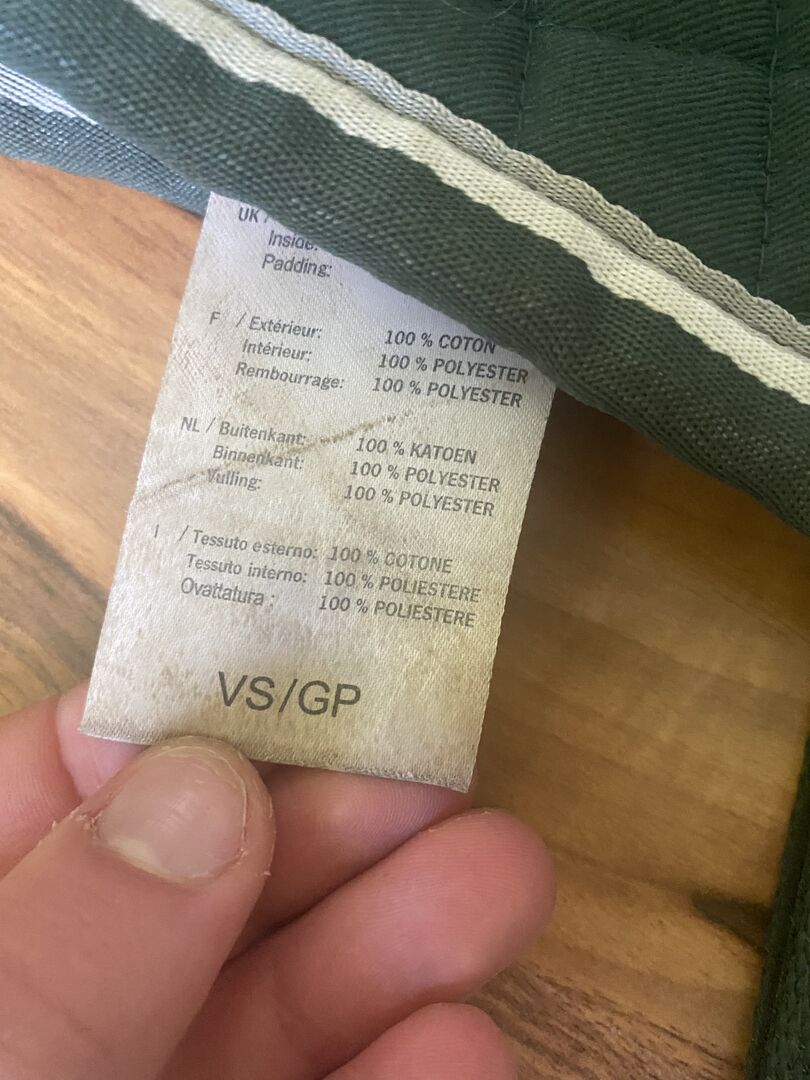 UK /
Inside:
Padding:
F / Extérieur: 100 % COTON
Intérieur: 100 % POLYESTER
Rembourrage: 100 % POLYESTER
NL / Buitenkant: 100 % KATOEN
Binnenkant: 100 % POLYESTER
Vulling: 100 % POLYESTER
I / Tessuto esterno: 100 % COTONE
Tessuto interno: 100 % POLIESTERE
Ovattatura : 100 % POLIESTERE
VS/GP